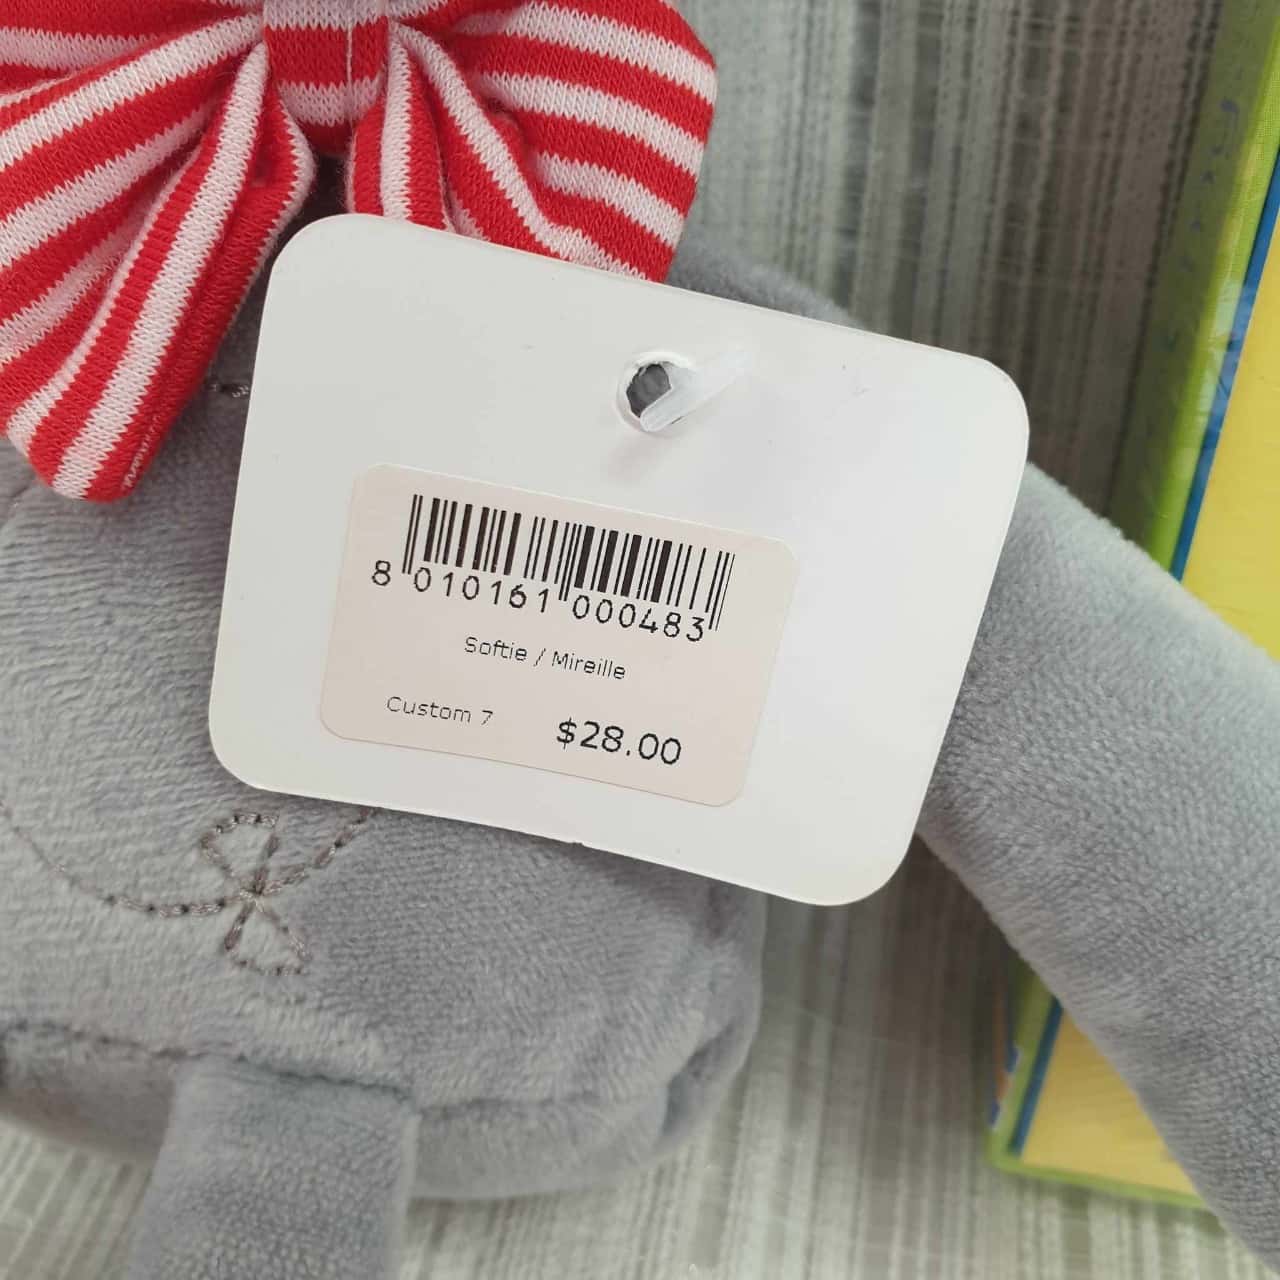 8 010161 000483
Softie / Mireille
Custom 7 $28.00